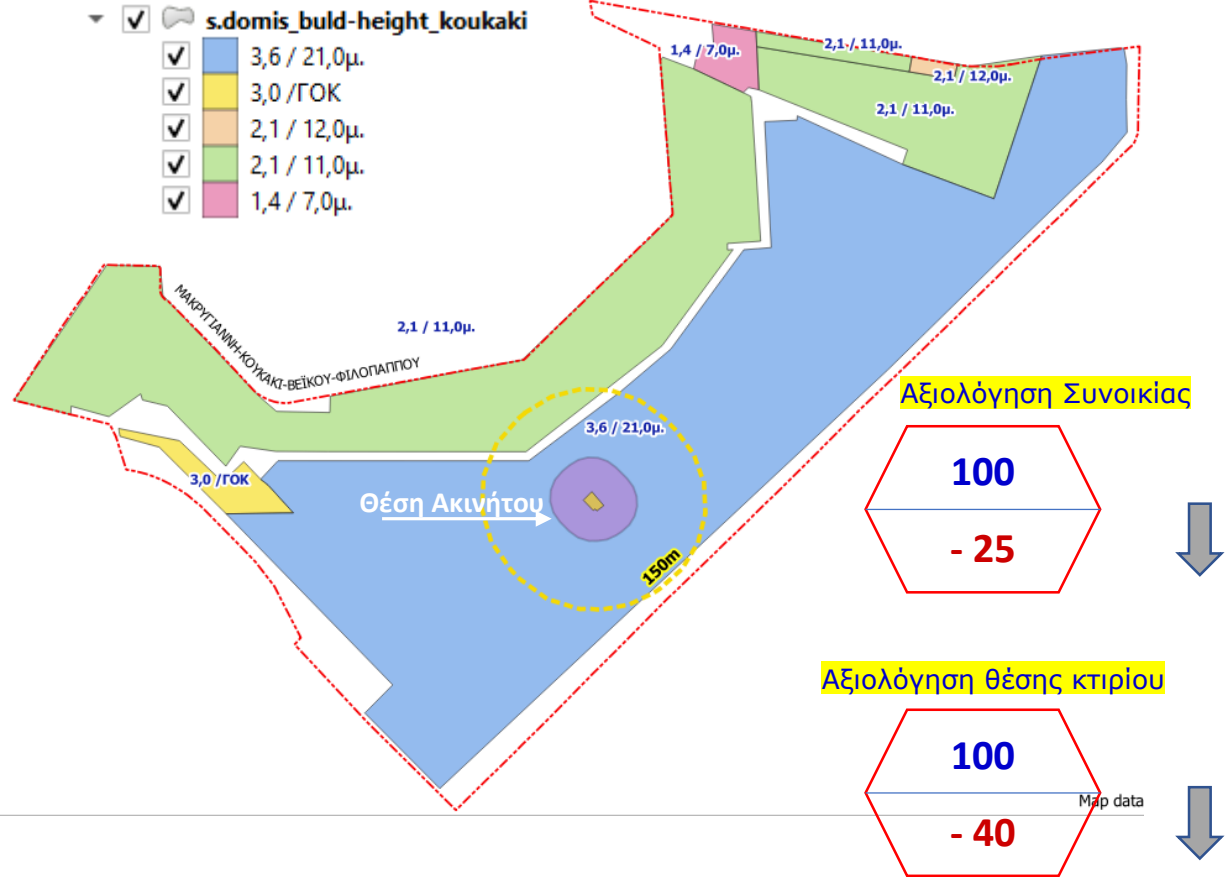 s.domis_buld-height_koukaki
3,6 / 21,0μ.
3,0 /ΓΟΚ
2,1 / 12,0μ.
2,1 / 11,0μ.
1,4 / 7,0μ.
1,4 / 7,0μ.
2,1 / 11,0μ.
2,1 / 12,0μ.
2,1 / 11,0μ.
ΜΑΚΡΥΓΙΑΝΝΗ-ΚΟΥΚΑΚΙ-ΒΕΪΚΟΥ-ΦΙΛΟΠΑΠΠΟΥ
2,1 / 11,0μ.
3,6 / 21,0μ.
3,0 /ΓΟΚ
Θέση Ακινήτου
150m
Αξιολόγηση Συνοικίας
100
- 25
Αξιολόγηση θέσης κτιρίου
100
Map data
- 40